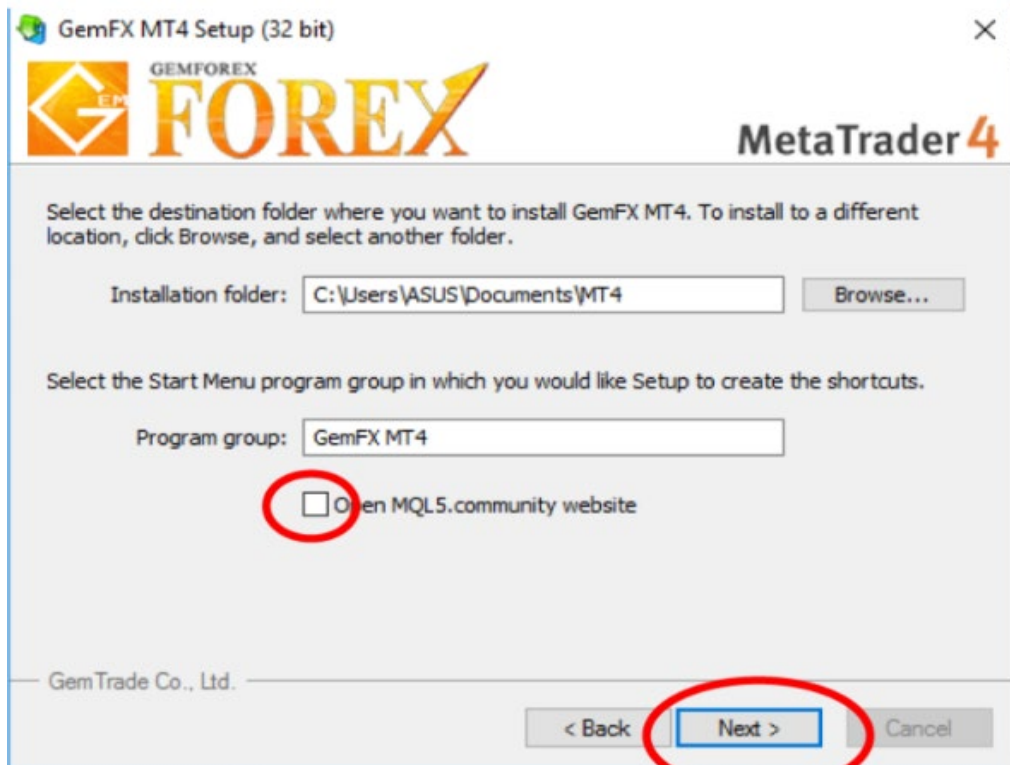 GemFX MT4 Setup (32 bit)
GEM
GEMFOREX
FOREX
MetaTrader 4
Select the destination folder where you want to install GemFX MT4. To install to a different
location, click Browse, and select another folder.
Installation folder: C:\Users\ASUS\Documents\MT4 Browse...
Select the Start Menu program group in which you would like Setup to create the shortcuts.
Program group: GemFX MT4
Open MQL5.community website
GemTrade Co., Ltd.
< Back Next > Cancel